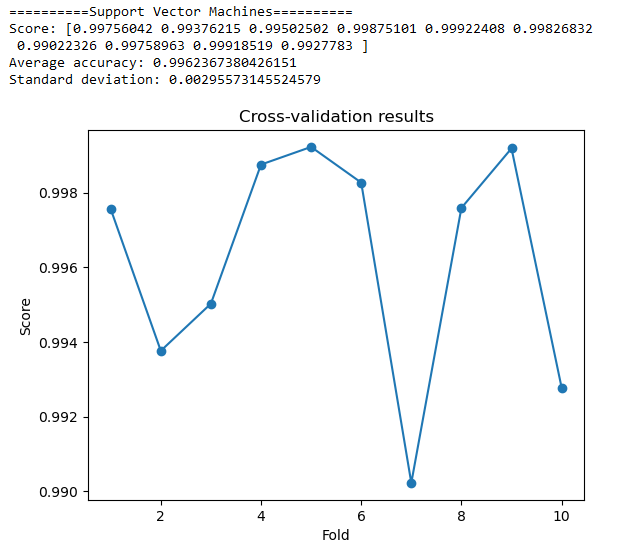 ==========Support Vector Machines==========
Score: [0.99756042 0.99376215 0.99502502 0.99875101 0.99922408 0.99826832
 0.99022326 0.99758963 0.99918519 0.9927783 ]
Average accuracy: 0.9962367380426151
Standard deviation: 0.00295573145524579
Cross-validation results
0.998
0.996
0.994
0.992
0.990
Score
2 4 6 8 10
Fold